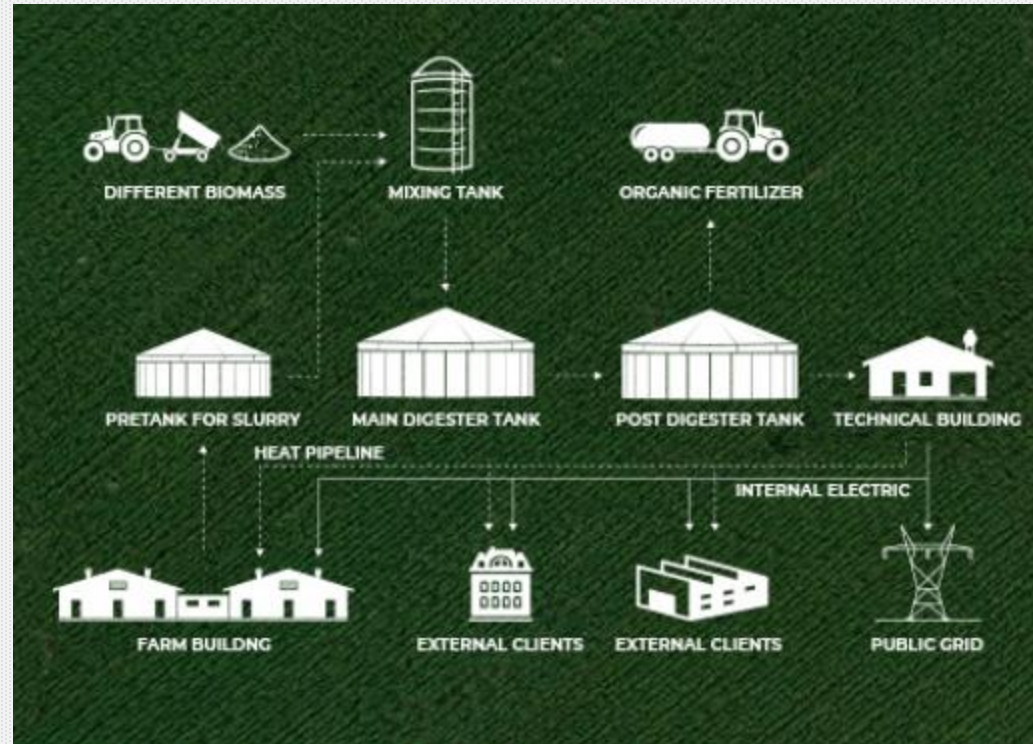 DIFFERENT BIOMASS
MIXING TANK
ORGANIC FERTILIZER
PRETANK FOR SLURRY
MAIN DIGESTER TANK
POST DIGESTER TANK
TECHNICAL BUILDING
HEAT PIPELINE
INTERNAL ELECTRIC
FARM BUILDNG
EXTERNAL CLIENTS
EXTERNAL CLIENTS
PUBLIC GRID